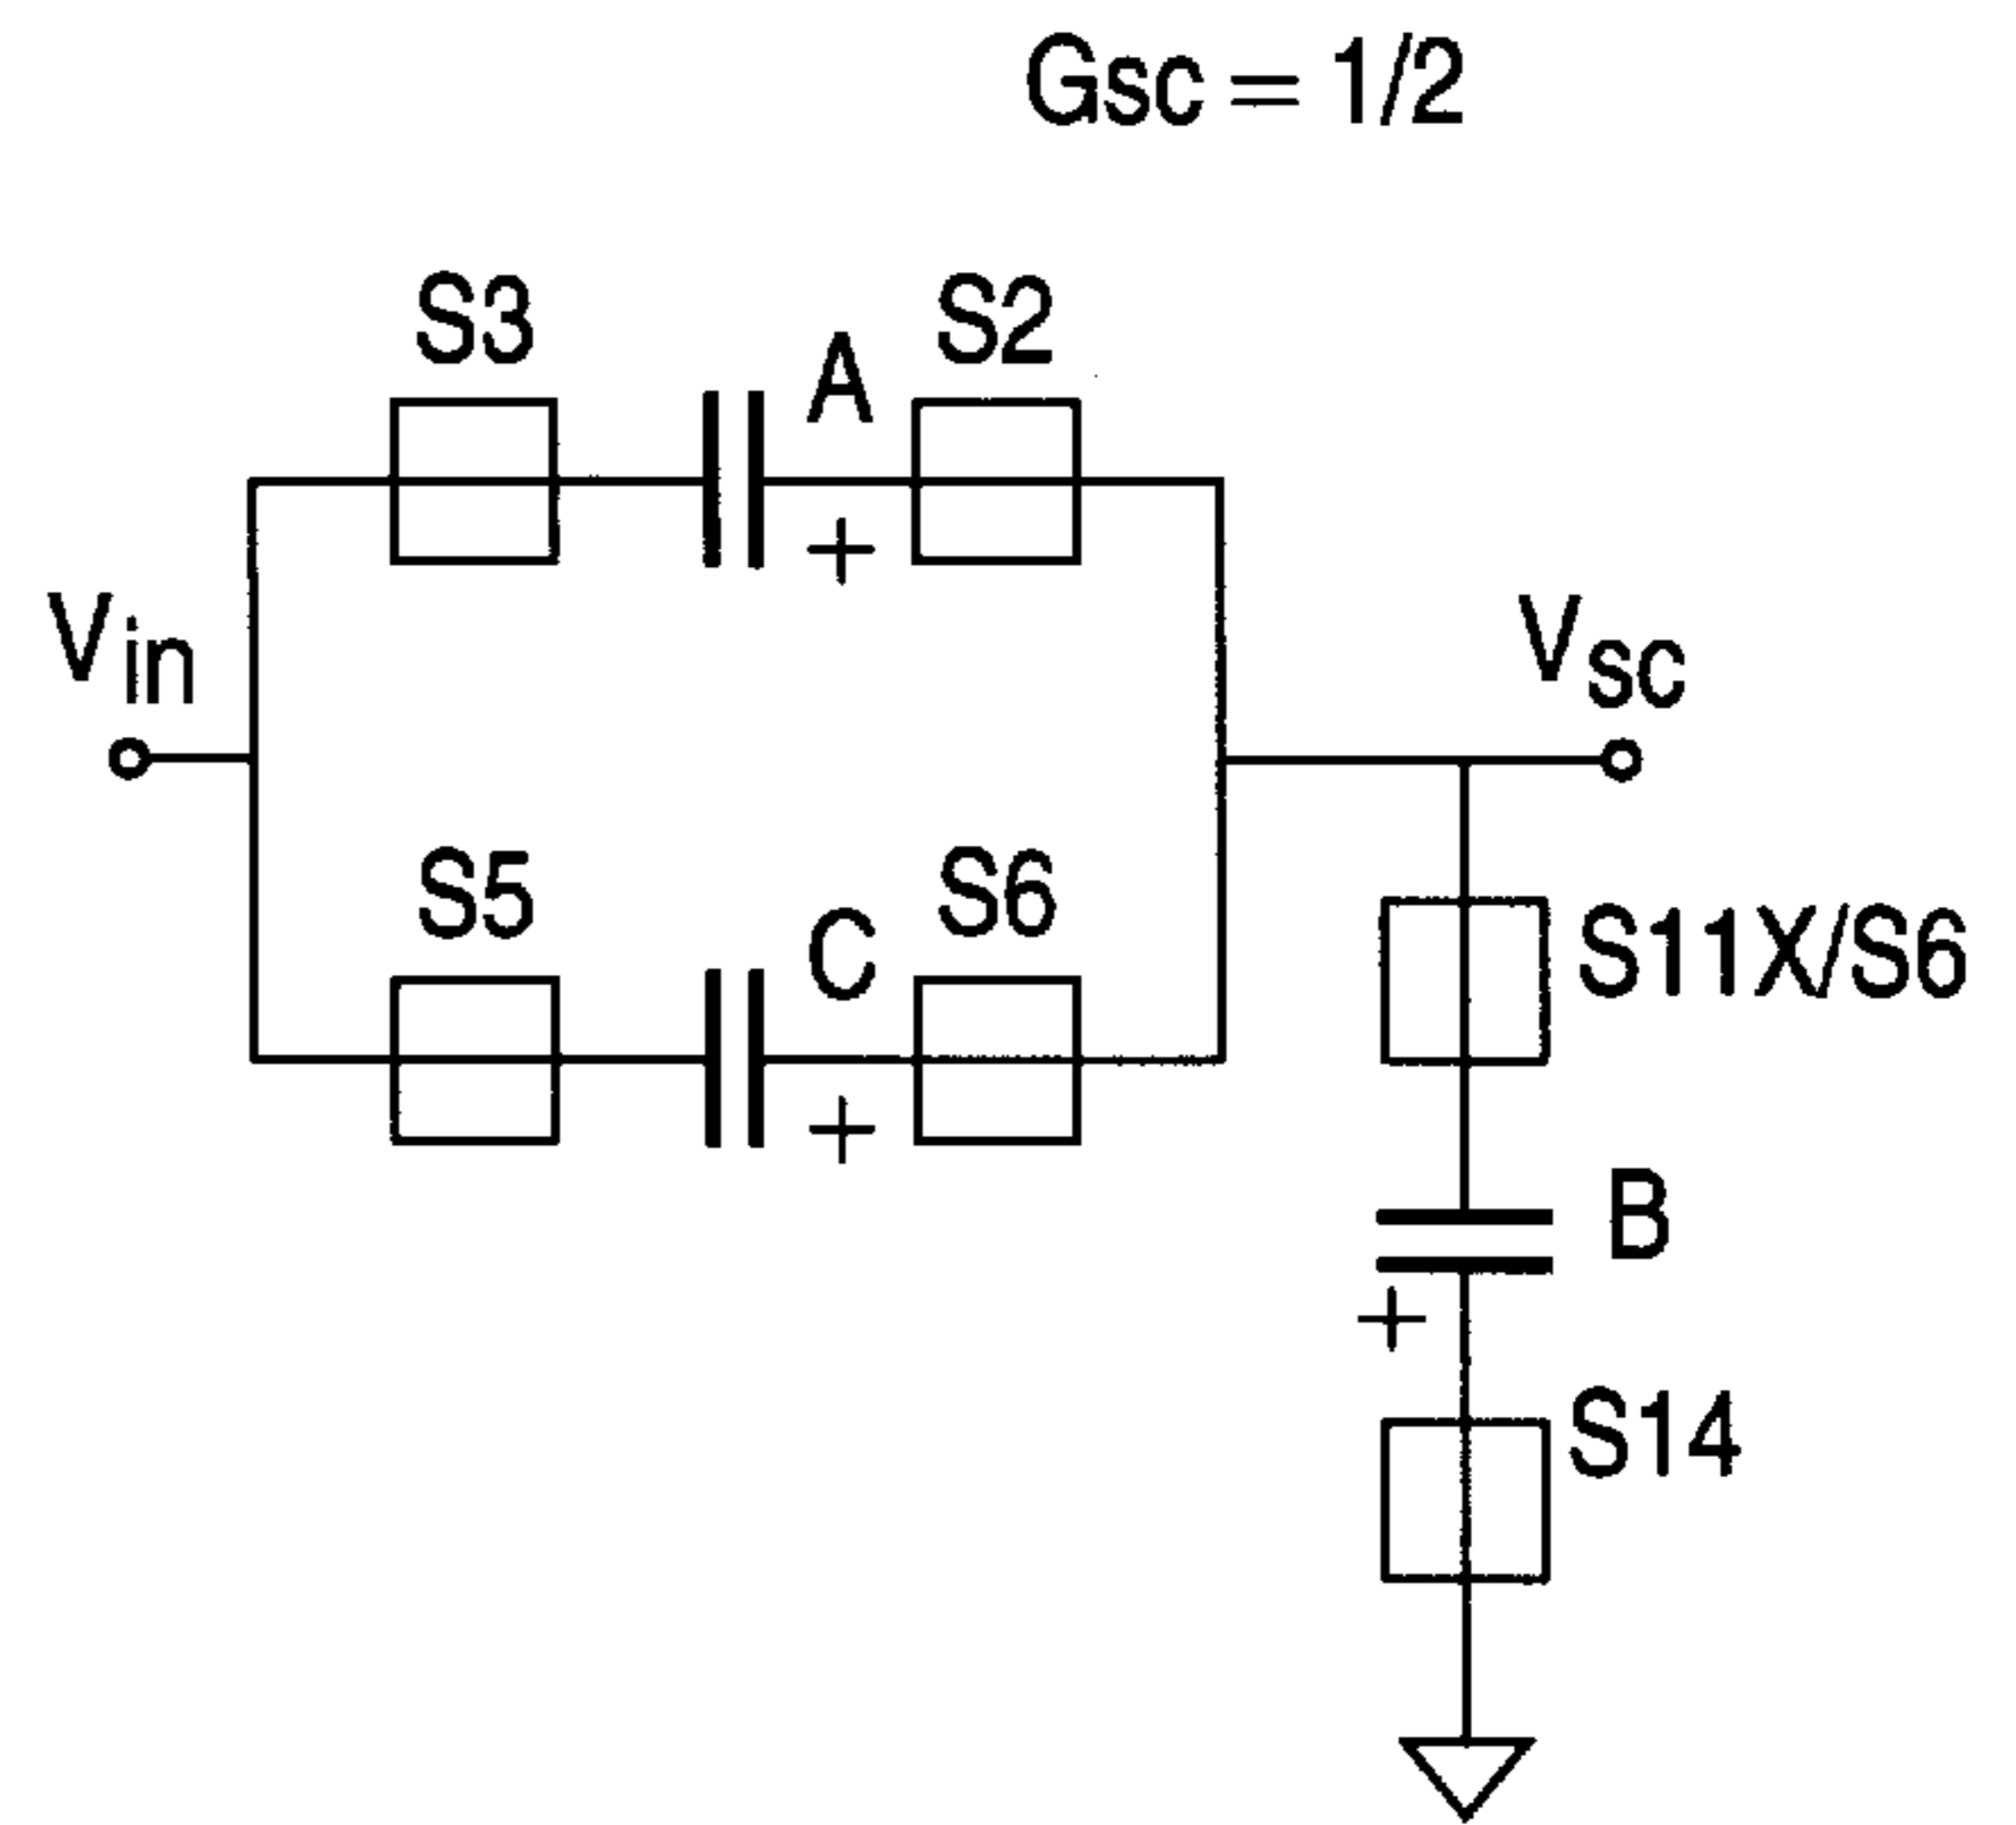 Gsc = 1/2
S3
A
S2
+
Vin
Vsc
S5
C
S6
S11X/S6
+
B
+
S14